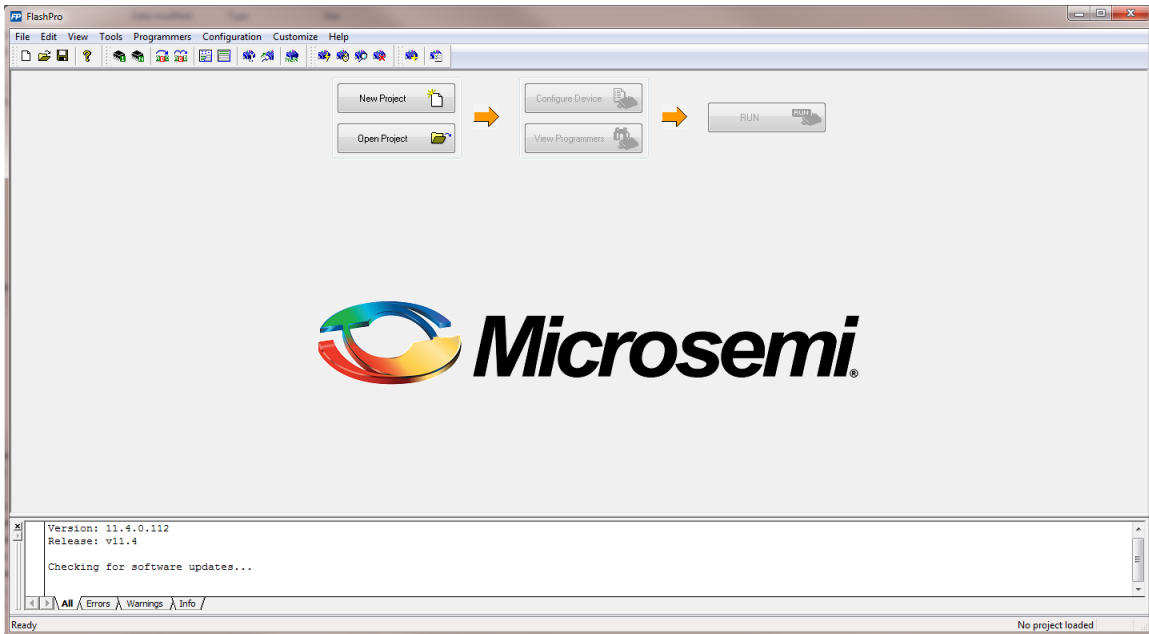 FlashPro
File Edit View Tools Programmers Configuration Customize Help
New Project
Configure Device
RUN
RUN
Open Project
View Programmers
Microsemi®
Version: 11.4.0.112
Release: v11.4
Checking for software updates...
All Errors Warnings Info
Ready No project loaded